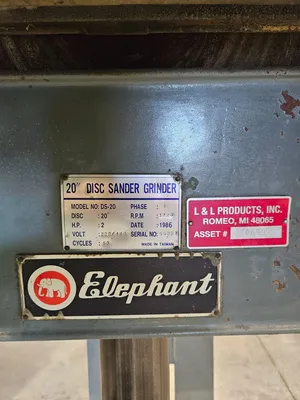 20" DISC SANDER GRINDER
MODEL NO: DS-20 PHASE :
DISC : 20" R.P.M :
H.P. : 2 DATE : 1986
VOLT : SERIAL NO:
CYCLES : MADE IN TAIWAN
L & L PRODUCTS, INC.
ROMEO, MI 48065
ASSET #
Elephant